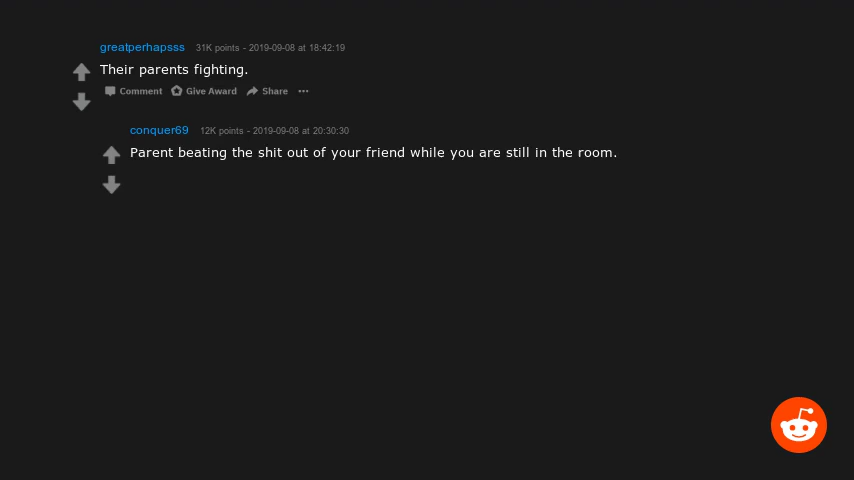 greatperhapsss 31K points - 2019-09-08 at 18:42:19
Their parents fighting.
Comment Give Award Share ...
conquer69 12K points - 2019-09-08 at 20:30:30
Parent beating the shit out of your friend while you are still in the room.